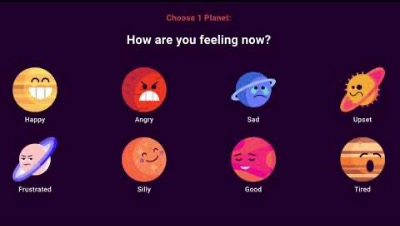 Choose 1 Planet:
How are you feeling now?
Happy Angry Sad Upset
Frustrated Silly Good Tired